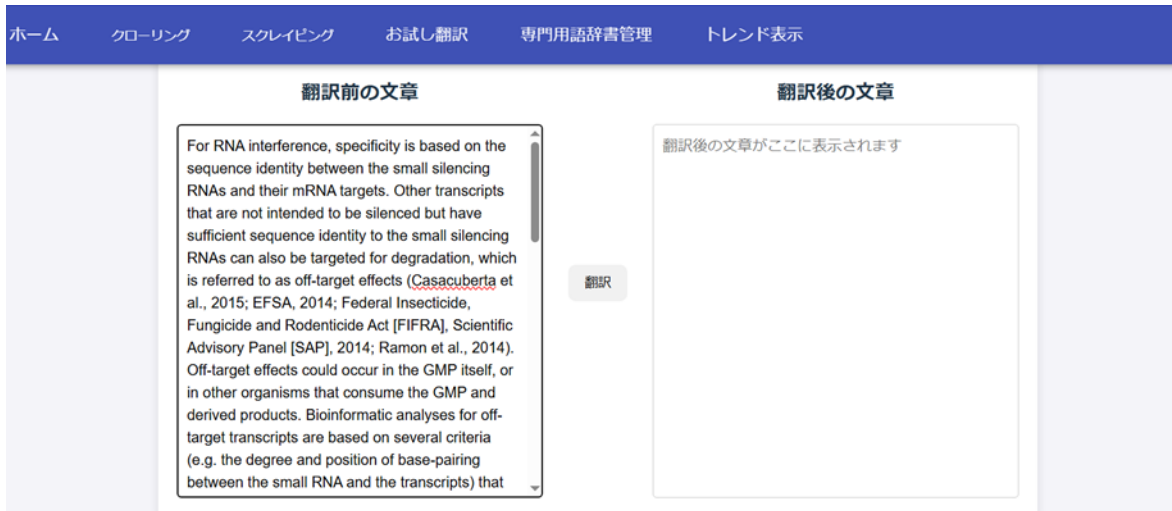 ホーム クローリング スクレイピング お試し翻訳 専門用語辞書管理 トレンド表示
翻訳前の文章
For RNA interference, specificity is based on the
sequence identity between the small silencing
RNAs and their mRNA targets. Other transcripts
that are not intended to be silenced but have
sufficient sequence identity to the small silencing
RNAs can also be targeted for degradation, which
is referred to as off-target effects (Casacuberta et
al., 2015; EFSA, 2014; Federal Insecticide,
Fungicide and Rodenticide Act [FIFRA], Scientific
Advisory Panel [SAP], 2014; Ramon et al., 2014).
Off-target effects could occur in the GMP itself, or
in other organisms that consume the GMP and
derived products. Bioinformatic analyses for off-
target transcripts are based on several criteria
(e.g. the degree and position of base-pairing
between the small RNA and the transcripts) that
翻訳
翻訳後の文章
翻訳後の文章がここに表示されます